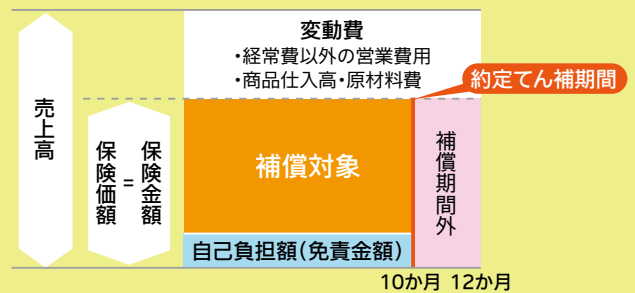 変動費
・経常費以外の営業費用
・商品仕入高・原材料費
約定てん補期間
売上高
保険価額
=
保険金額
補償対象
補償期間外
自己負担額(免責金額)
10か月 12か月